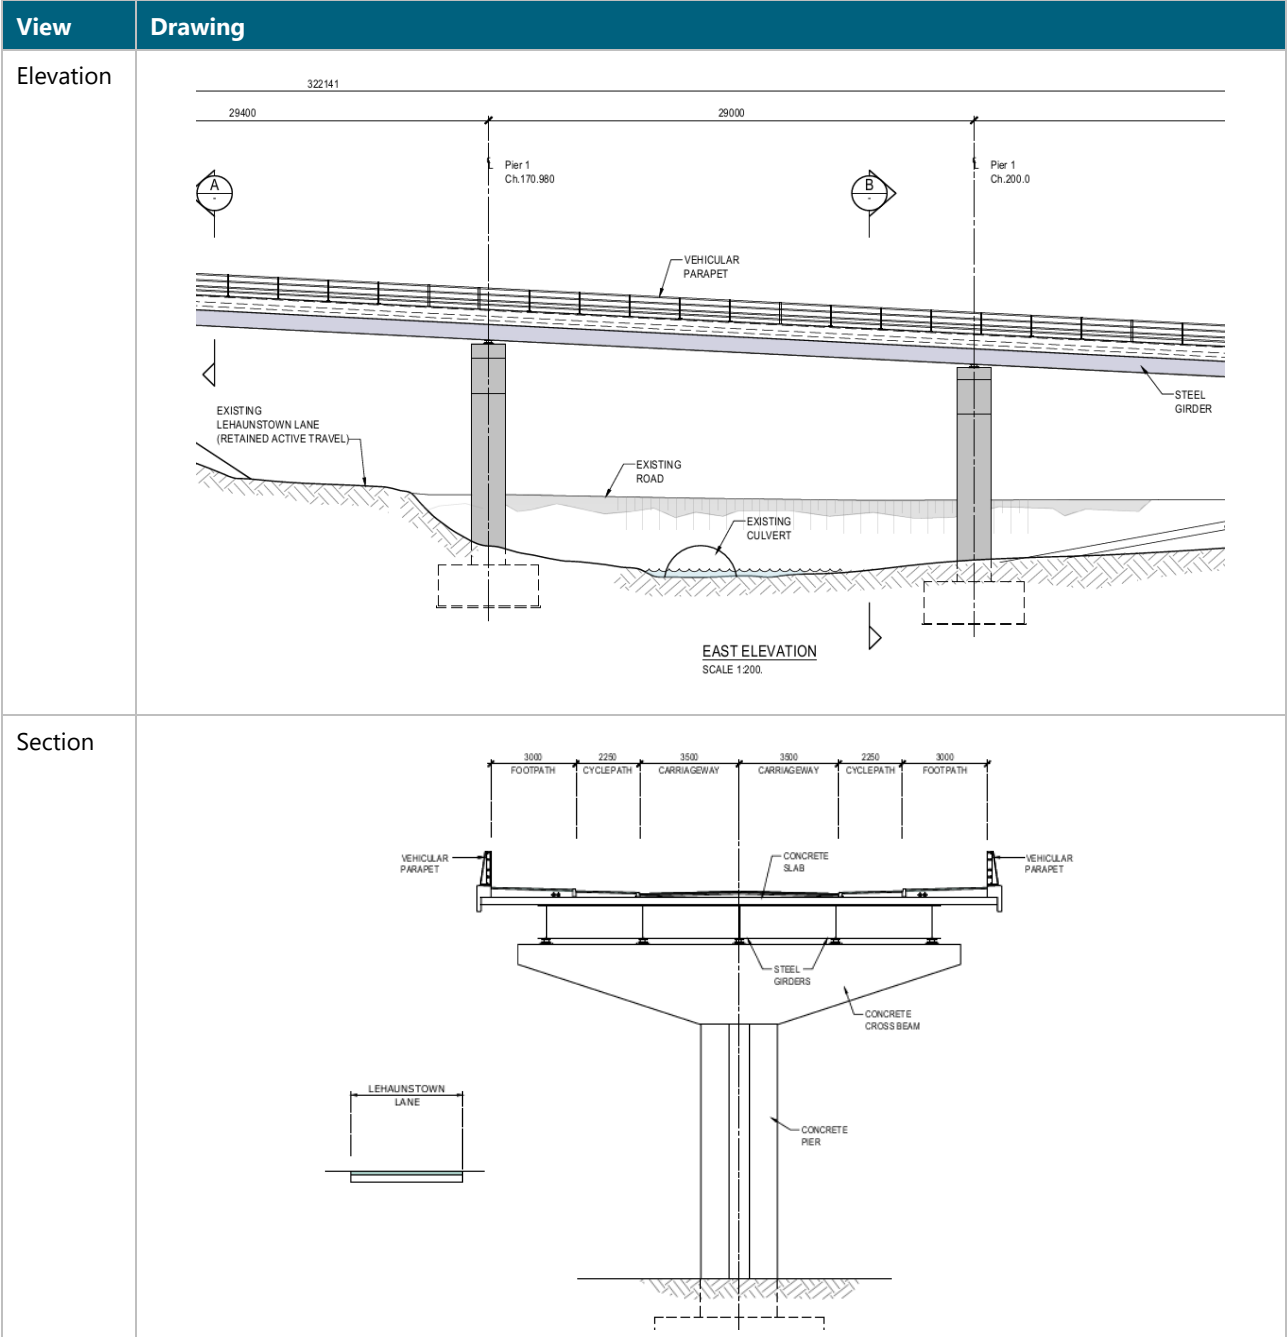 View
Drawing
Elevation
322141
29400
29000
Pier 1
Ch.170.980
Pier 1
Ch.200.0
A
-
B
-
VEHICULAR
PARAPET
STEEL
GIRDER
EXISTING
LEHAUNSTOWN LANE
(RETAINED ACTIVE TRAVEL)
EXISTING
ROAD
EXISTING
CULVERT
EAST ELEVATION
SCALE 1:200.
Section
3000
FOOTPATH
2250
CYCLEPATH
3500
CARRIAGEWAY
3500
CARRIAGEWAY
2250
CYCLEPATH
3000
FOOTPATH
VEHICULAR
PARAPET
CONCRETE
SLAB
VEHICULAR
PARAPET
STEEL
GIRDERS
CONCRETE
CROSS BEAM
LEHAUNSTOWN
LANE
CONCRETE
PIER